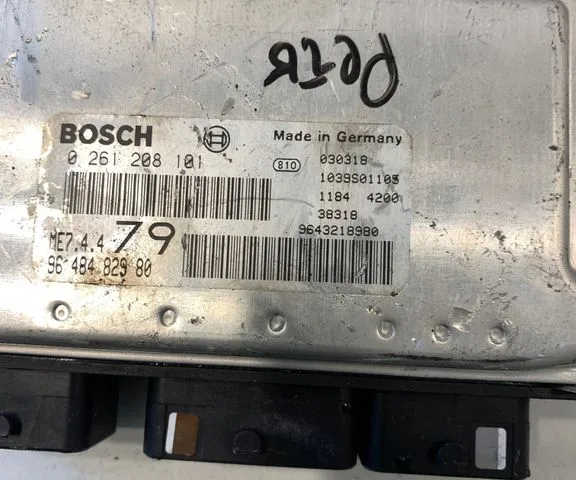 BOSCH
Made in Germany
0 261 208 101
810
030318
1039S01105
1184 4200
38318
9643218980
ME7.4.4 79
96 484 829 80